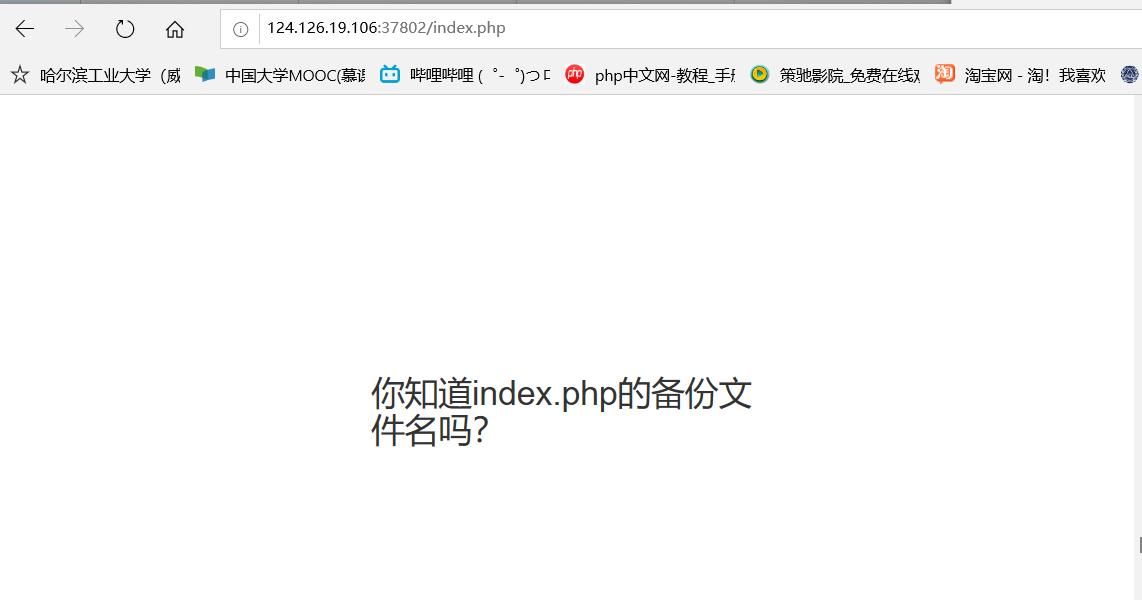 124.126.19.106:37802/index.php
哈尔滨工业大学（威
中国大学MOOC(慕
哔哩哔哩 ( ゜- ゜)つロ
php中文网-教程_手
策驰影院_免费在线
淘宝网 - 淘！我喜欢
你知道index.php的备份文
件名吗？